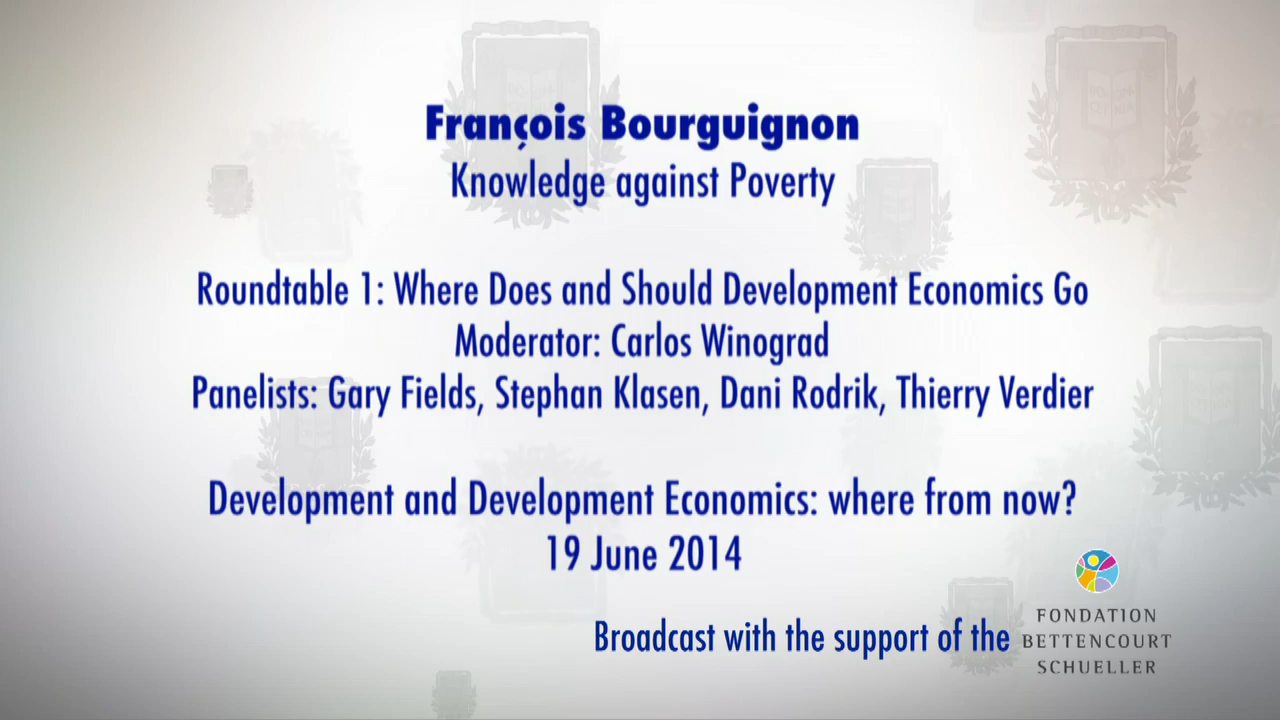 François Bourguignon
Knowledge against Poverty
Roundtable 1: Where Does and Should Development Economics Go
Moderator: Carlos Winograd
Panelists: Gary Fields, Stephan Klasen, Dani Rodrik, Thierry Verdier
Development and Development Economics: where from now?
19 June 2014
Broadcast with the support of the
FONDATION
BETTENCOURT
SCHUELLER